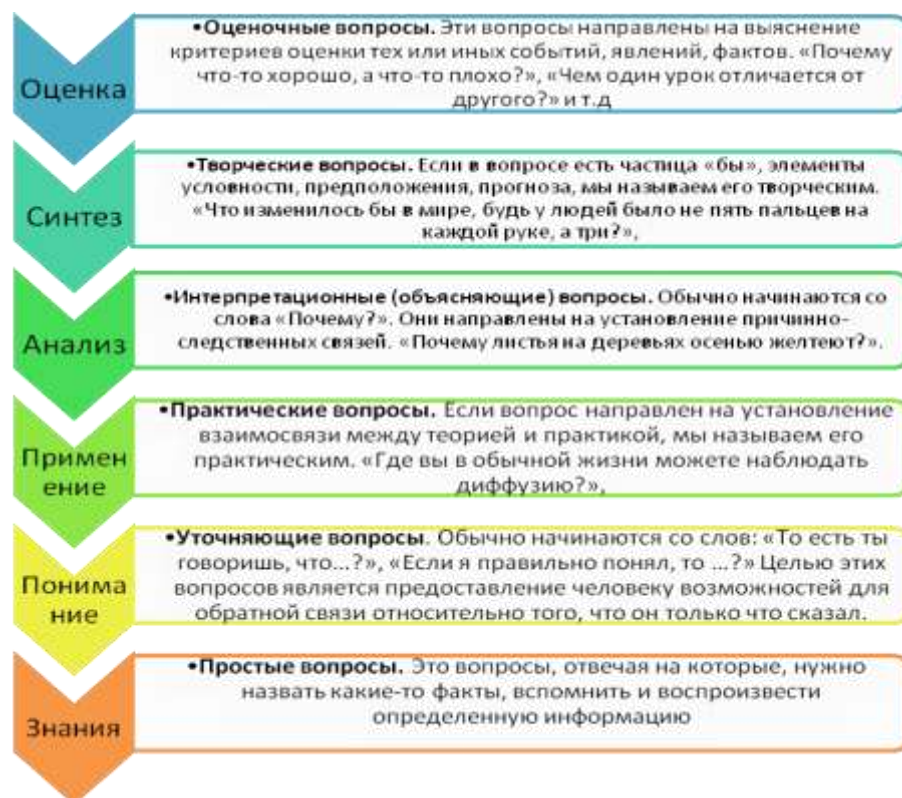 Оценка
•Оценочные вопросы. Эти вопросы направлены на выяснение
критериев оценки тех или иных событий, явлений, фактов. «Почему
что-то хорошо, а что-то плохо?», «Чем один урок отличается от
другого?» и т.д
Синтез
•Творческие вопросы. Если в вопросе есть частица «бы», элементы
условности, предположения, прогноза, мы называем его творческим.
«Что изменилось бы в мире, будь у людей было не пять пальцев на
каждой руке, а три?»,
Анализ
•Интерпретационные (объясняющие) вопросы. Обычно начинаются со
слова «Почему?». Они направлены на установление причинно-
следственных связей. «Почему листья на деревьях осенью желтеют?».
Примен
ение
•Практические вопросы. Если вопрос направлен на установление
взаимосвязи между теорией и практикой, мы называем его
практическим. «Где вы в обычной жизни можете наблюдать
диффузию?»,
Понима
ние
•Уточняющие вопросы. Обычно начинаются со слов: «То есть ты
говоришь, что...?», «Если я правильно понял, то ...?» Целью этих
вопросов является предоставление человеку возможностей для
обратной связи относительно того, что он только что сказал.
Знания
•Простые вопросы. Это вопросы, отвечая на которые, нужно
назвать какие-то факты, вспомнить и воспроизвести
определенную информацию